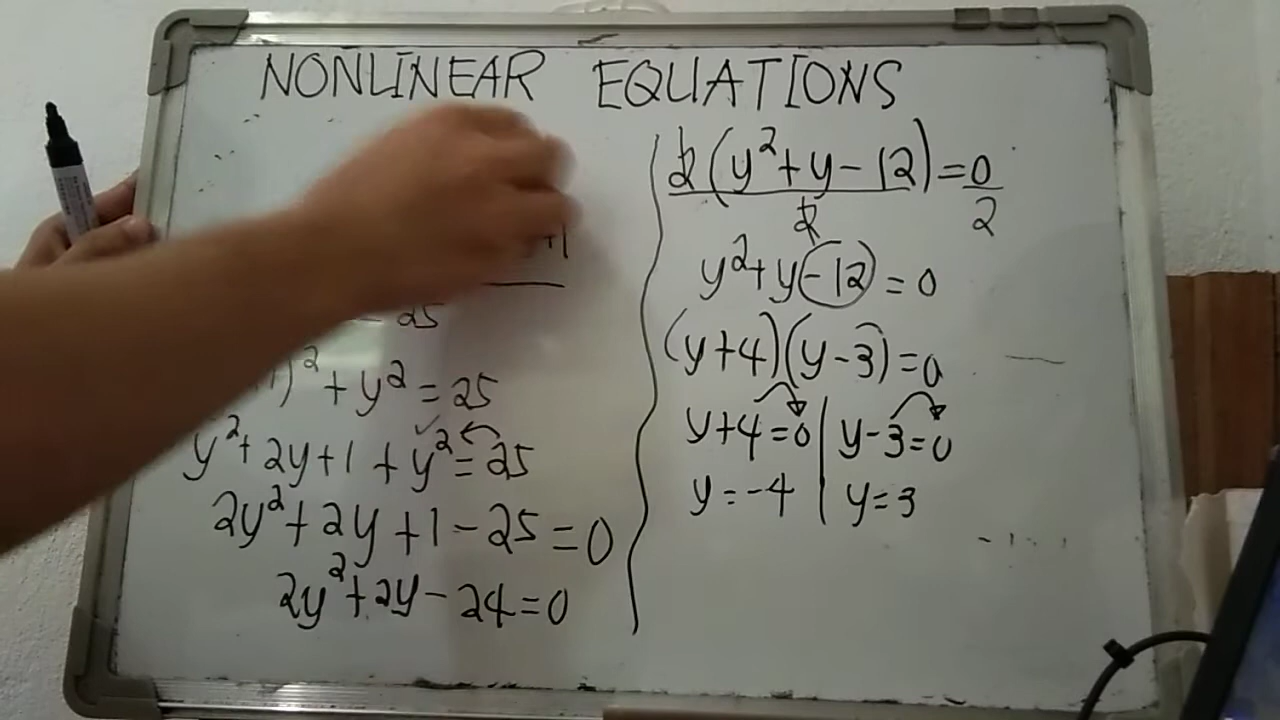 NONLINEAR EQUATIONS
+1
= 25
1)² + y² = 25
y² + 2y + 1 + y² = 25
2y² + 2y + 1 - 25 = 0
2y² + 2y - 24 = 0
2(y² + y - 12) = 0
2 2
y² + y - 12 = 0
(y + 4)(y - 3) = 0
y + 4 = 0 | y - 3 = 0
y = -4 | y = 3